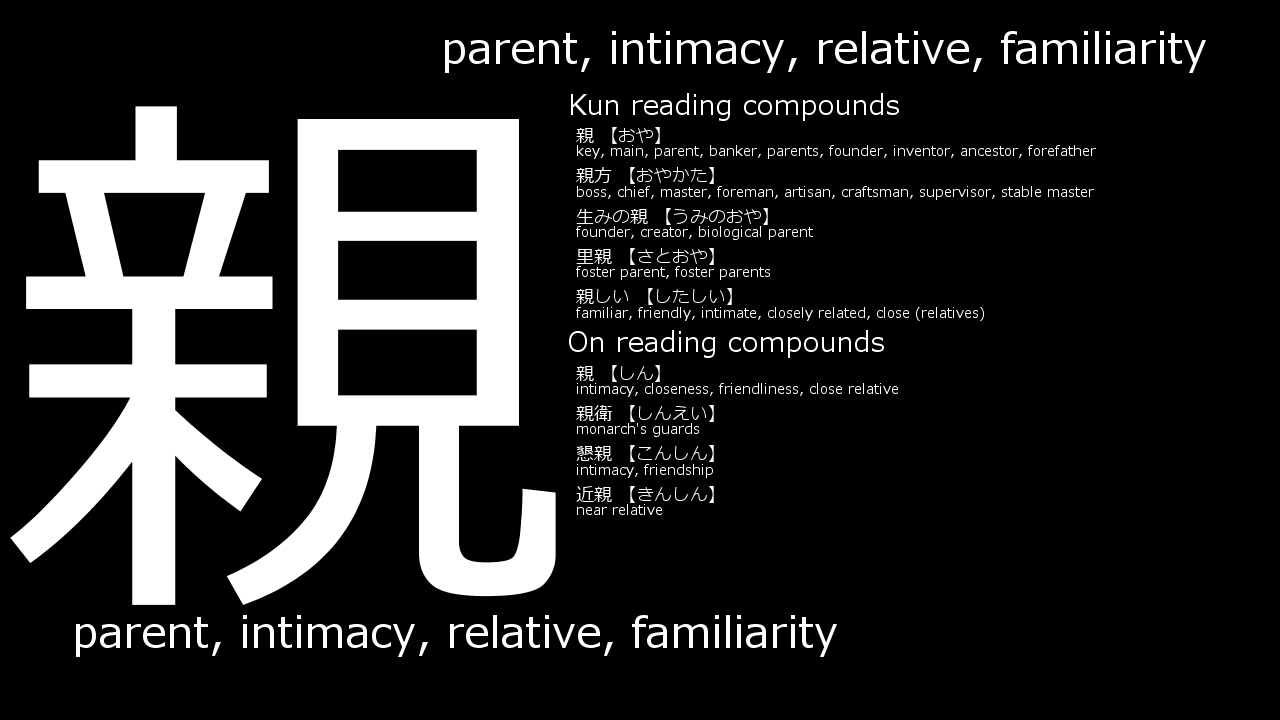 parent, intimacy, relative, familiarity
親
Kun reading compounds
親 【おや】
key, main, parent, banker, parents, founder, inventor, ancestor, forefather
親方 【おやかた】
boss, chief, master, foreman, artisan, craftsman, supervisor, stable master
生みの親 【うみのおや】
founder, creator, biological parent
里親 【さとおや】
foster parent, foster parents
親しい 【したしい】
familiar, friendly, intimate, closely related, close (relatives)
On reading compounds
親 【しん】
intimacy, closeness, friendliness, close relative
親衛 【しんえい】
monarch's guards
懇親 【こんしん】
intimacy, friendship
近親 【きんしん】
near relative
parent, intimacy, relative, familiarity